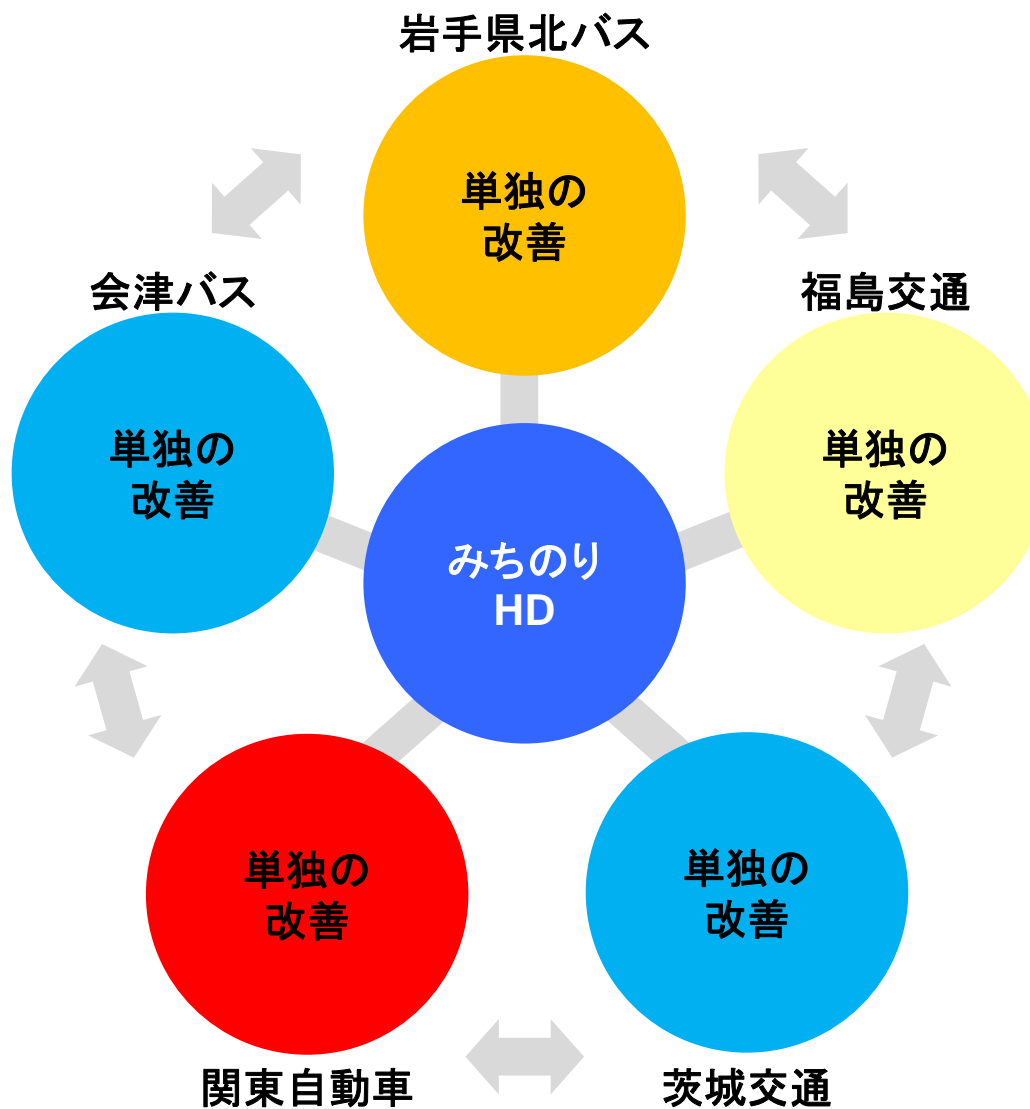 岩手県北バス
単独の
改善
会津バス
福島交通
単独の
改善
単独の
改善
みちのり
HD
単独の
改善
単独の
改善
関東自動車
茨城交通